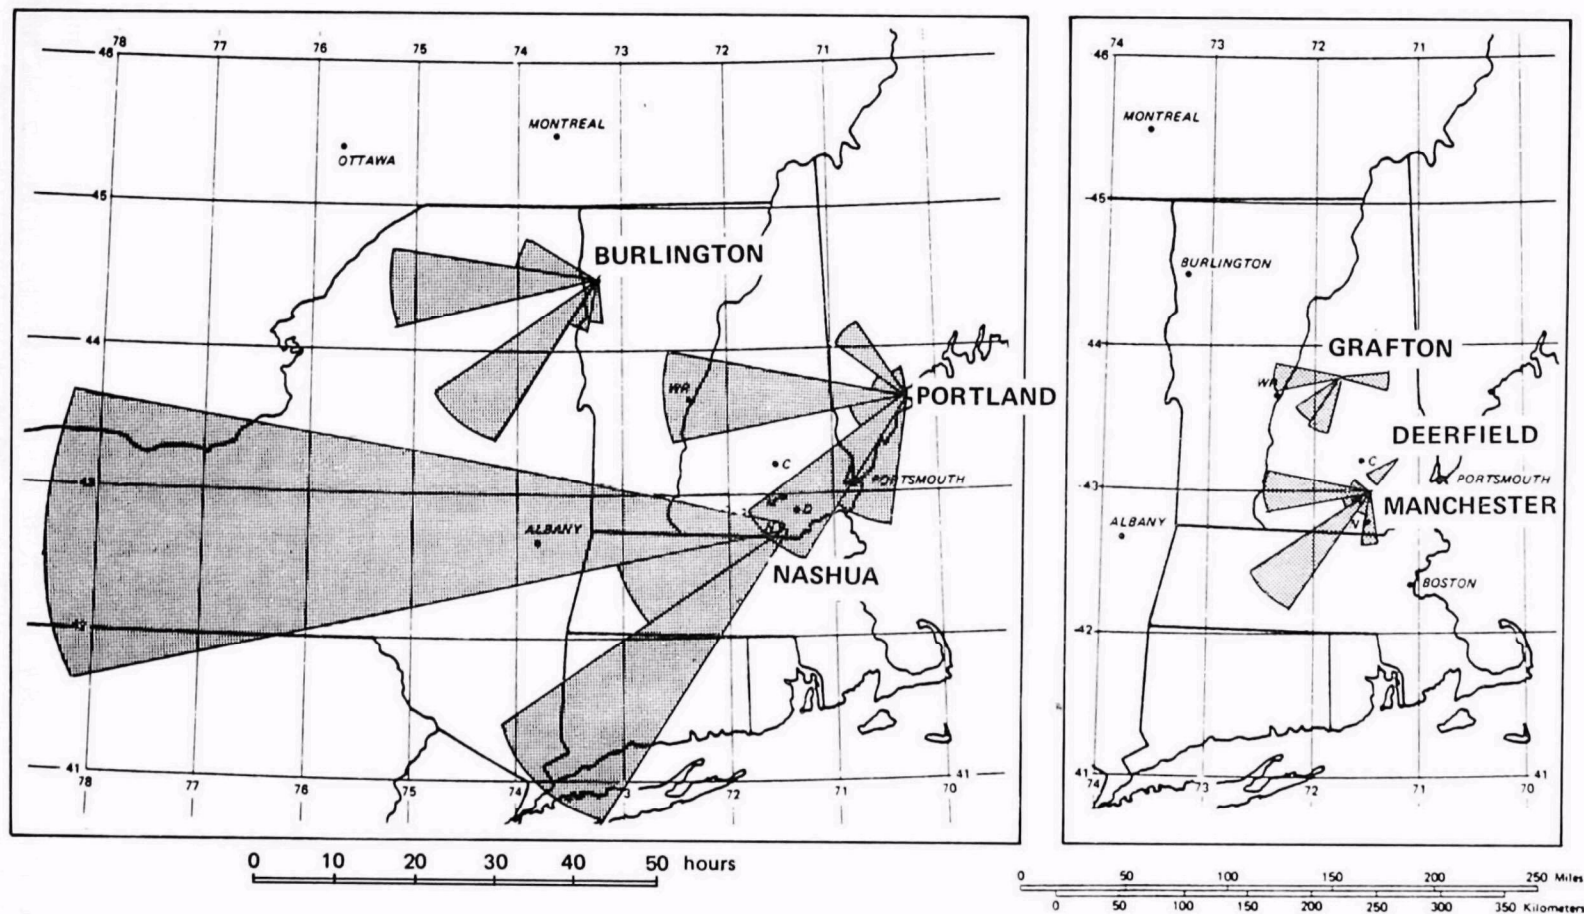 78 77 76 75 74 73 72 71
46
MONTREAL
OTTAWA
45
BURLINGTON
44
WR
PORTLAND
C
43
PORTSMOUTH
M
D
ALBANY
N
NASHUA
42
41
41
78 77 76 75 74 3 72 71 70
0 10 20 30 40 50 hours
74 73 72 71
46
MONTREAL
45
BURLINGTON
44
GRAFTON
WR
DEERFIELD
C
43
PORTSMOUTH
MANCHESTER
ALBANY
N
BOSTON
42
41
41
74 73 72 71 70
0 50 100 150 200 250 Miles
0 50 100 150 200 250 300 350 Kilometers